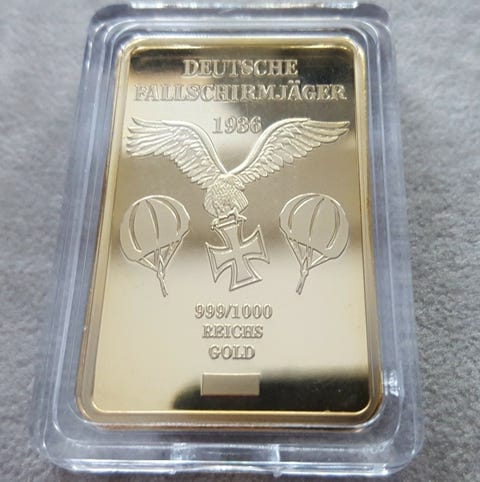 DEUTSCHE
FALLSCHIRMJÄGER
1936
999/1000
REICHS
GOLD